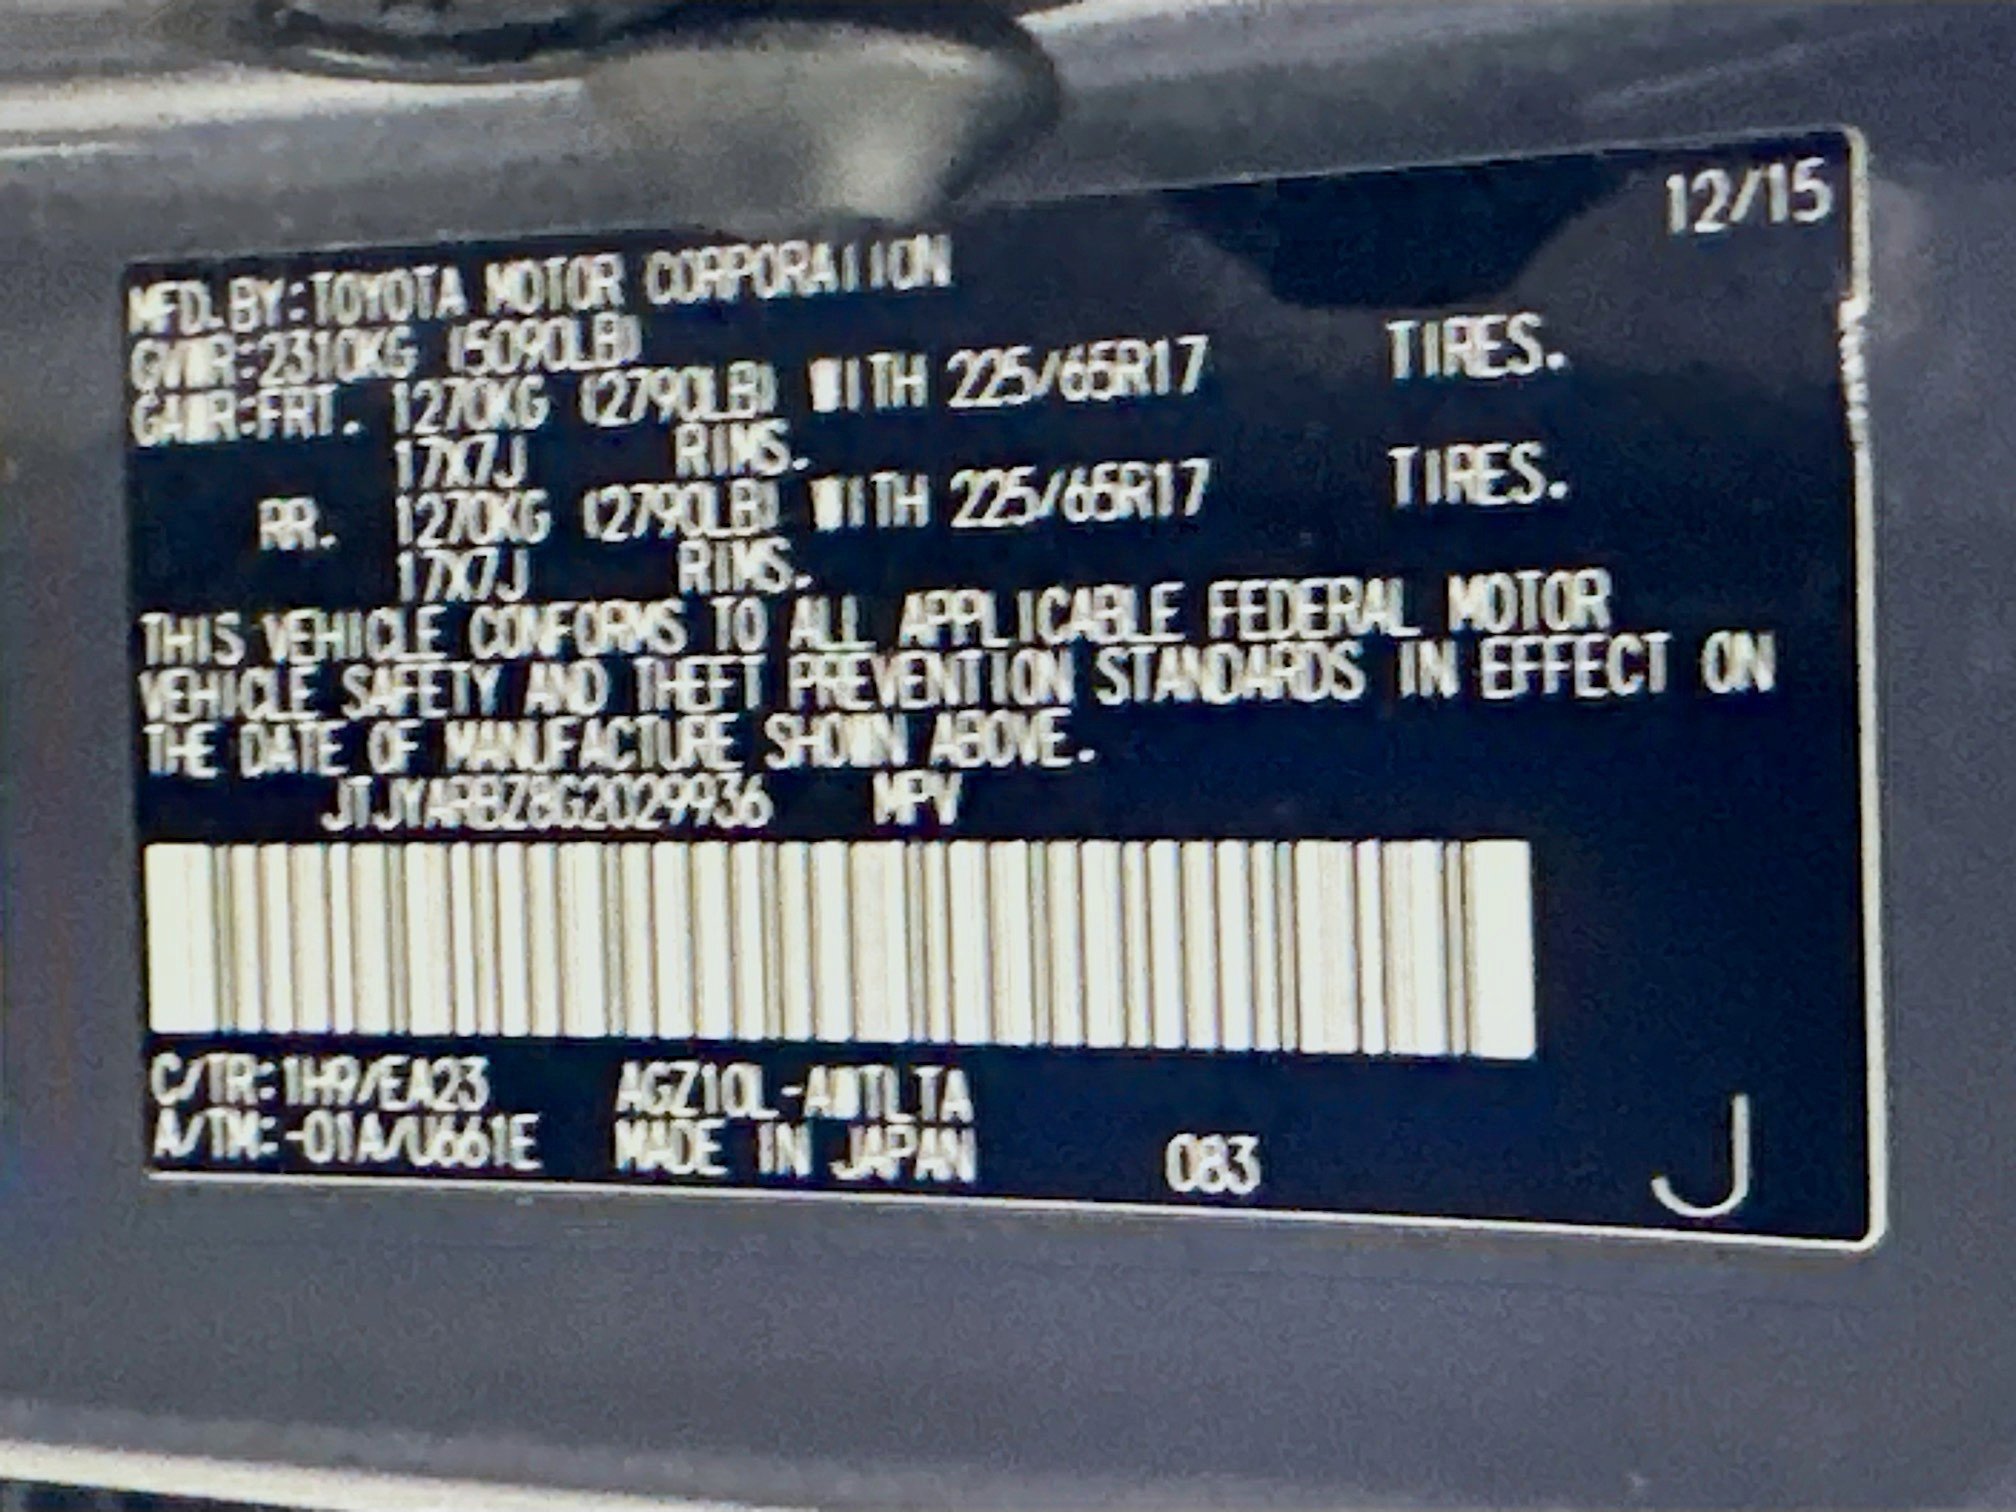 12/15
MFD.BY:TOYOTA MOTOR CORPORATION
GVWR:2310KG (5090LB)
GAWR:FRT. 1270KG (2790LB) WITH 225/65R17 TIRES.
17X7J RIMS.
RR. 1270KG (2790LB) WITH 225/65R17 TIRES.
17X7J RIMS.
THIS VEHICLE CONFORMS TO ALL APPLICABLE FEDERAL MOTOR
VEHICLE SAFETY AND THEFT PREVENTION STANDARDS IN EFFECT ON
THE DATE OF MANUFACTURE SHOWN ABOVE.
JTJYARBZ8G2029936 MPV
C/TR:1H9/EA23 AGZ10L-AWTLTA
A/TM:-01A/U661E MADE IN JAPAN 083 J